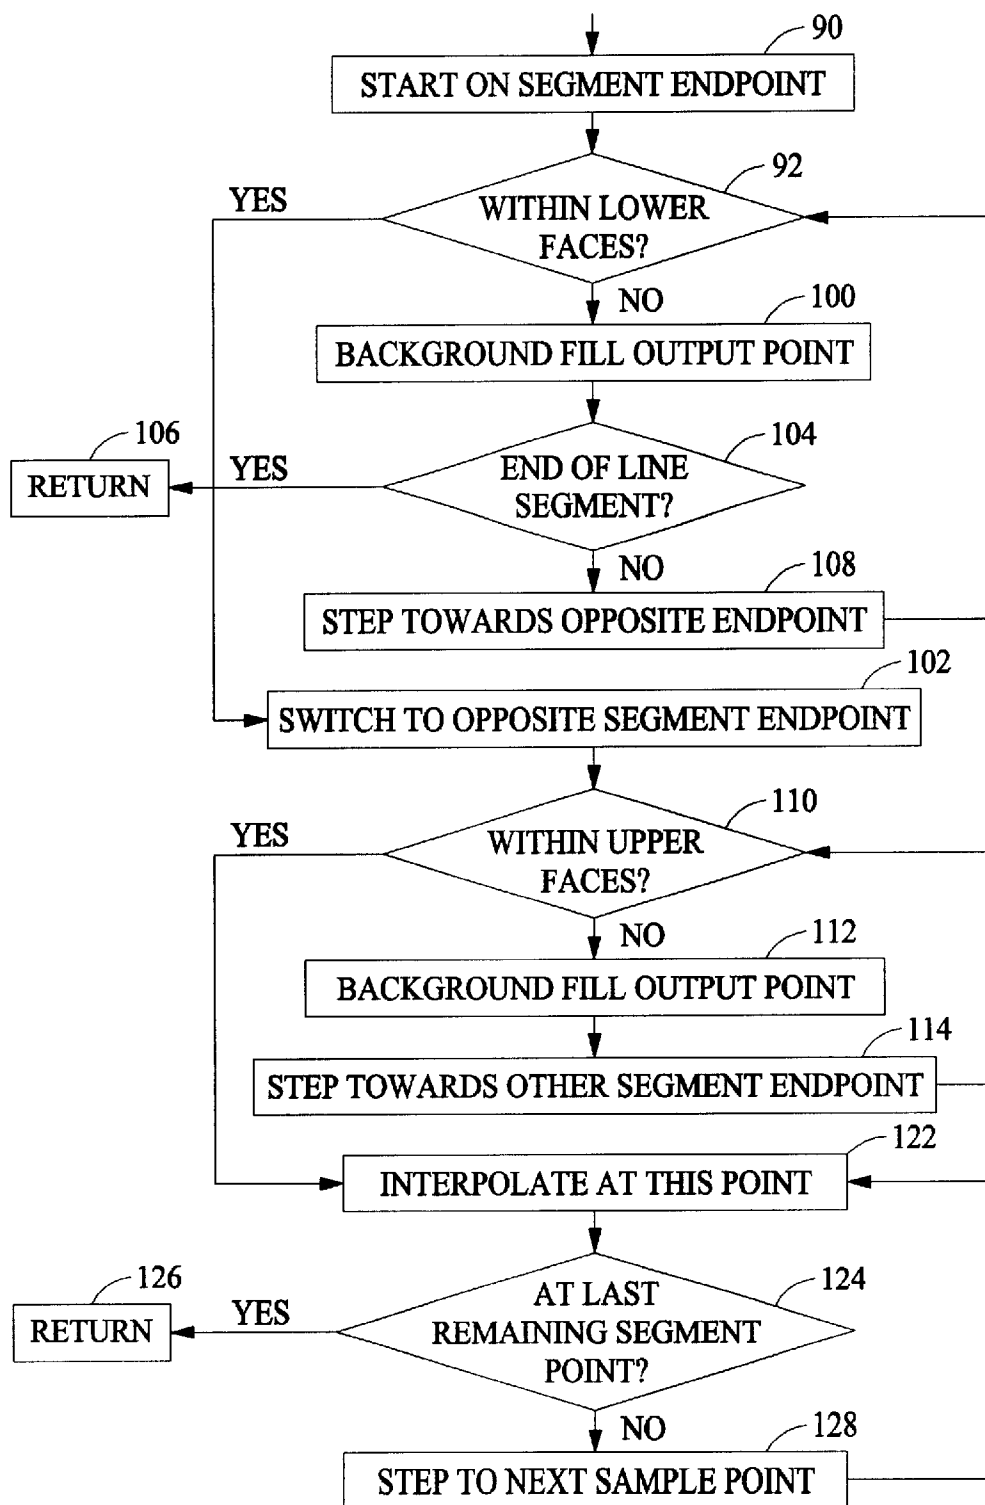 90
START ON SEGMENT ENDPOINT
92
YES
WITHIN LOWER
FACES?
NO
100
BACKGROUND FILL OUTPUT POINT
106
104
RETURN
YES
END OF LINE
SEGMENT?
NO
108
STEP TOWARDS OPPOSITE ENDPOINT
102
SWITCH TO OPPOSITE SEGMENT ENDPOINT
110
YES
WITHIN UPPER
FACES?
NO
112
BACKGROUND FILL OUTPUT POINT
114
STEP TOWARDS OTHER SEGMENT ENDPOINT
122
INTERPOLATE AT THIS POINT
126
124
RETURN
YES
AT LAST
REMAINING SEGMENT
POINT?
NO
128
STEP TO NEXT SAMPLE POINT